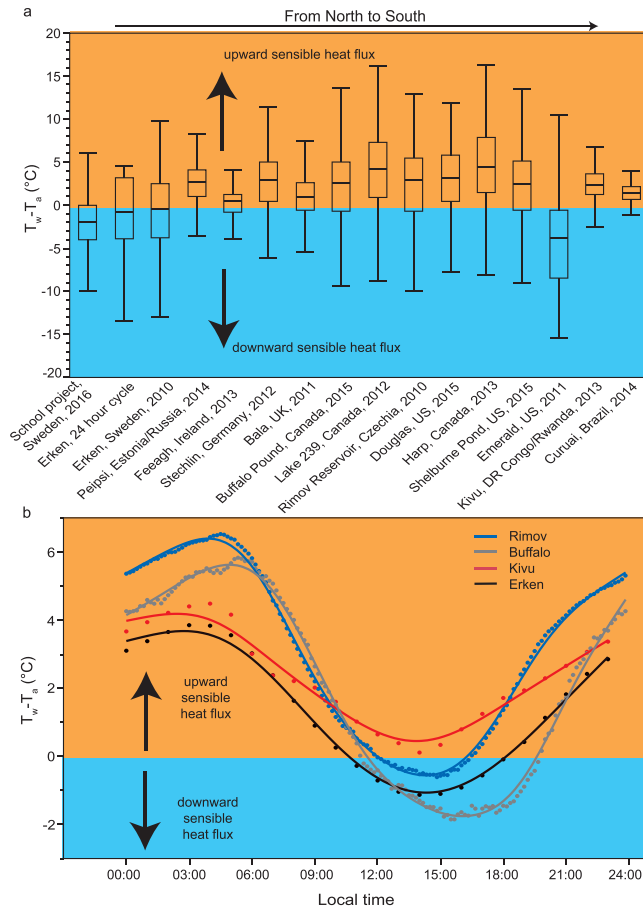 a
From North to South
20
15
10
5
0
-5
-10
-15
-20
Tw-Ta (°C)
upward sensible heat flux
downward sensible heat flux
School project,
Sweden, 2016
Erken, 24 hour cycle
Erken, Sweden, 2010
Peipsi, Estonia/Russia, 2014
Feeagh, Ireland, 2013
Stechlin, Germany, 2012
Bala, UK, 2011
Buffalo Pound, Canada, 2015
Lake 239, Canada, 2012
Rimov Reservoir, Czechia, 2010
Douglas, US, 2015
Harp, Canada, 2013
Shelburne Pond, US, 2015
Emerald, US, 2011
Kivu, DR Congo/Rwanda, 2013
Curuai, Brazil, 2014
b
6
4
2
0
-2
Tw-Ta (°C)
Rimov
Buffalo
Kivu
Erken
upward
sensible
heat flux
downward
sensible
heat flux
00:00 03:00 06:00 09:00 12:00 15:00 18:00 21:00 24:00
Local time